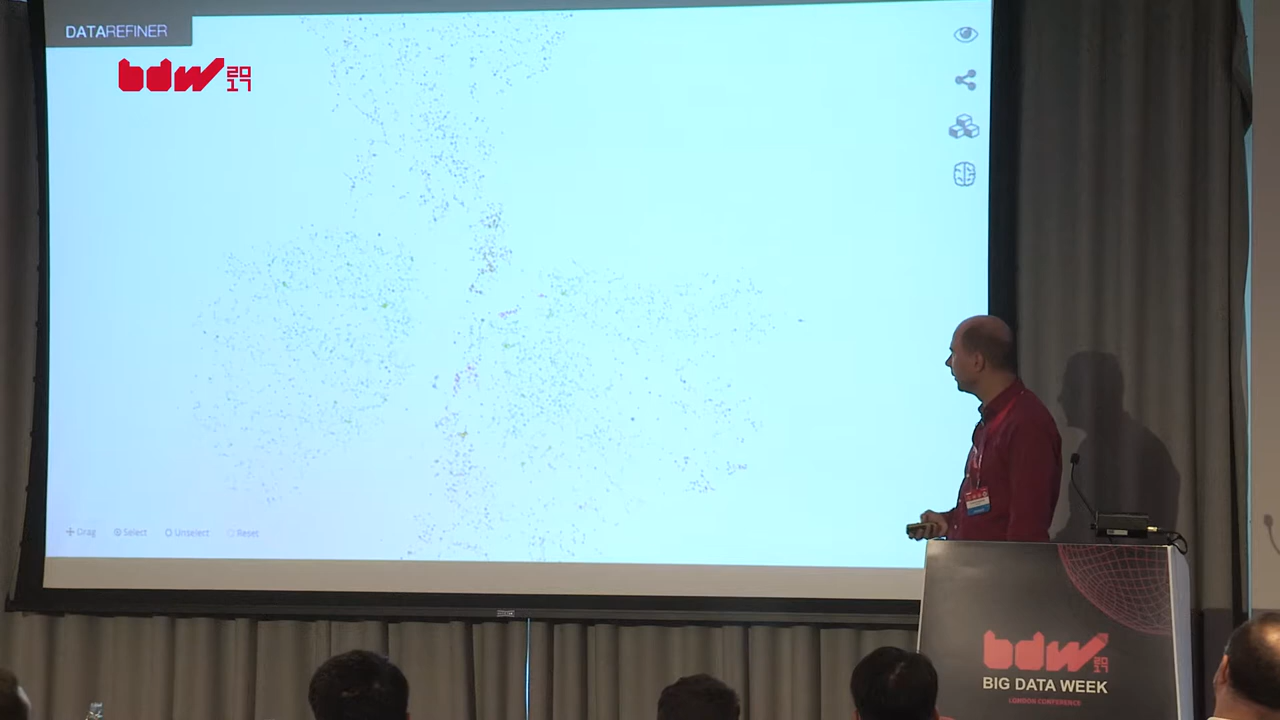 DATAREFINER
bdw 20
17
Drag Select Unselect Reset
bdw 20
17
BIG DATA WEEK
LONDON CONFERENCE